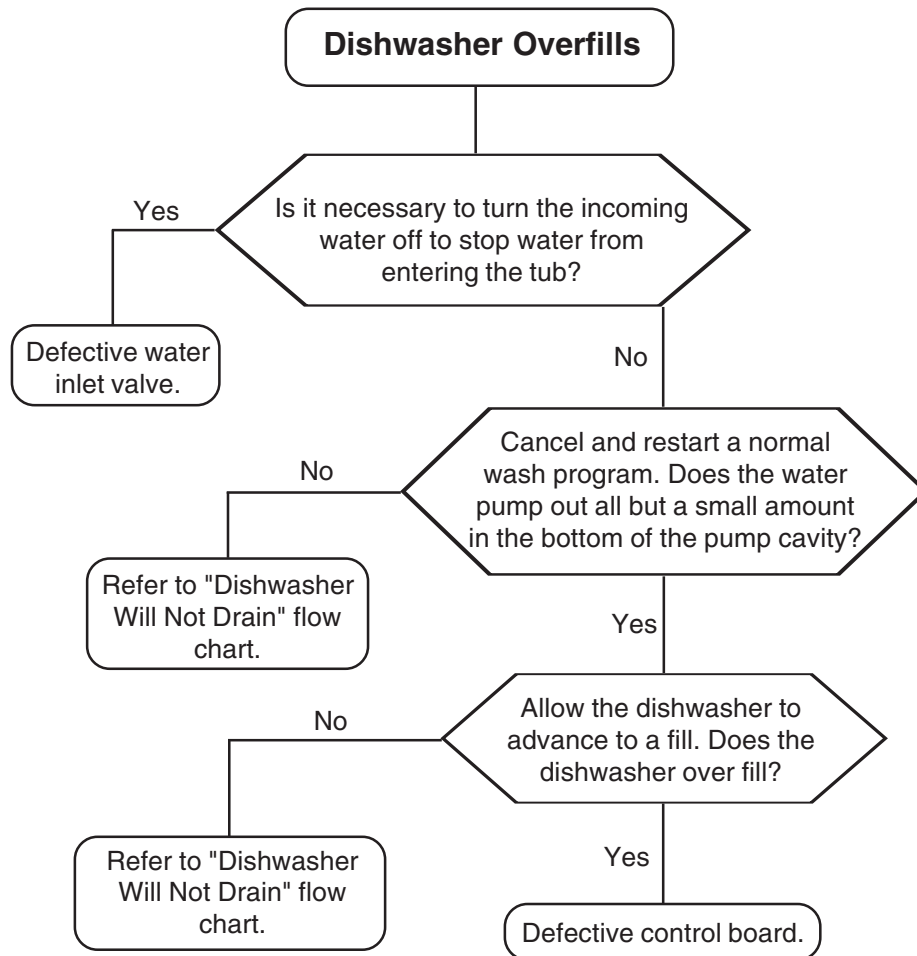 Dishwasher Overfills
Yes
Is it necessary to turn the incoming
water off to stop water from
entering the tub?
Defective water
inlet valve.
No
No
Cancel and restart a normal
wash program. Does the water
pump out all but a small amount
in the bottom of the pump cavity?
Refer to "Dishwasher
Will Not Drain" flow
chart.
Yes
No
Allow the dishwasher to
advance to a fill. Does the
dishwasher over fill?
Refer to "Dishwasher
Will Not Drain" flow
chart.
Yes
Defective control board.